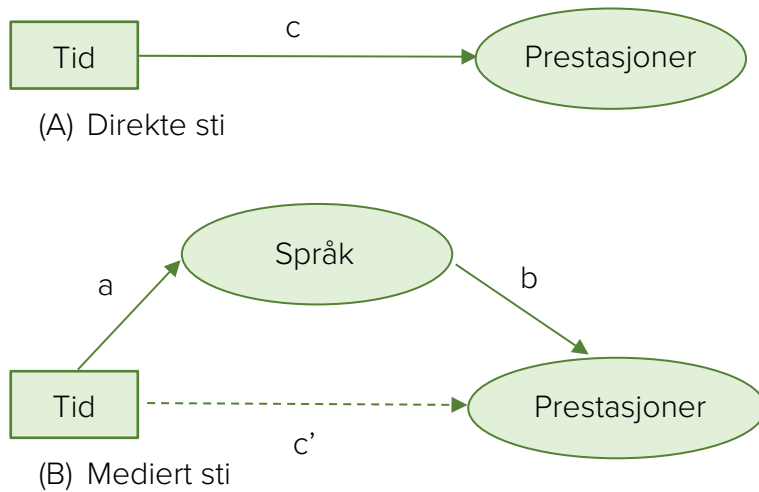 c
Tid
Prestasjoner
(A) Direkte sti
Språk
a
b
Tid
Prestasjoner
c’
(B) Mediert sti